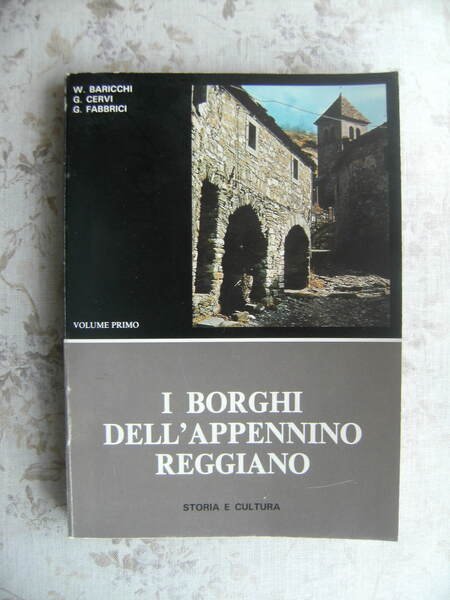 W. BARICCHI
G. CERVI
G. FABBRICI
VOLUME PRIMO
I BORGHI
DELL'APPENNINO
REGGIANO
STORIA E CULTURA